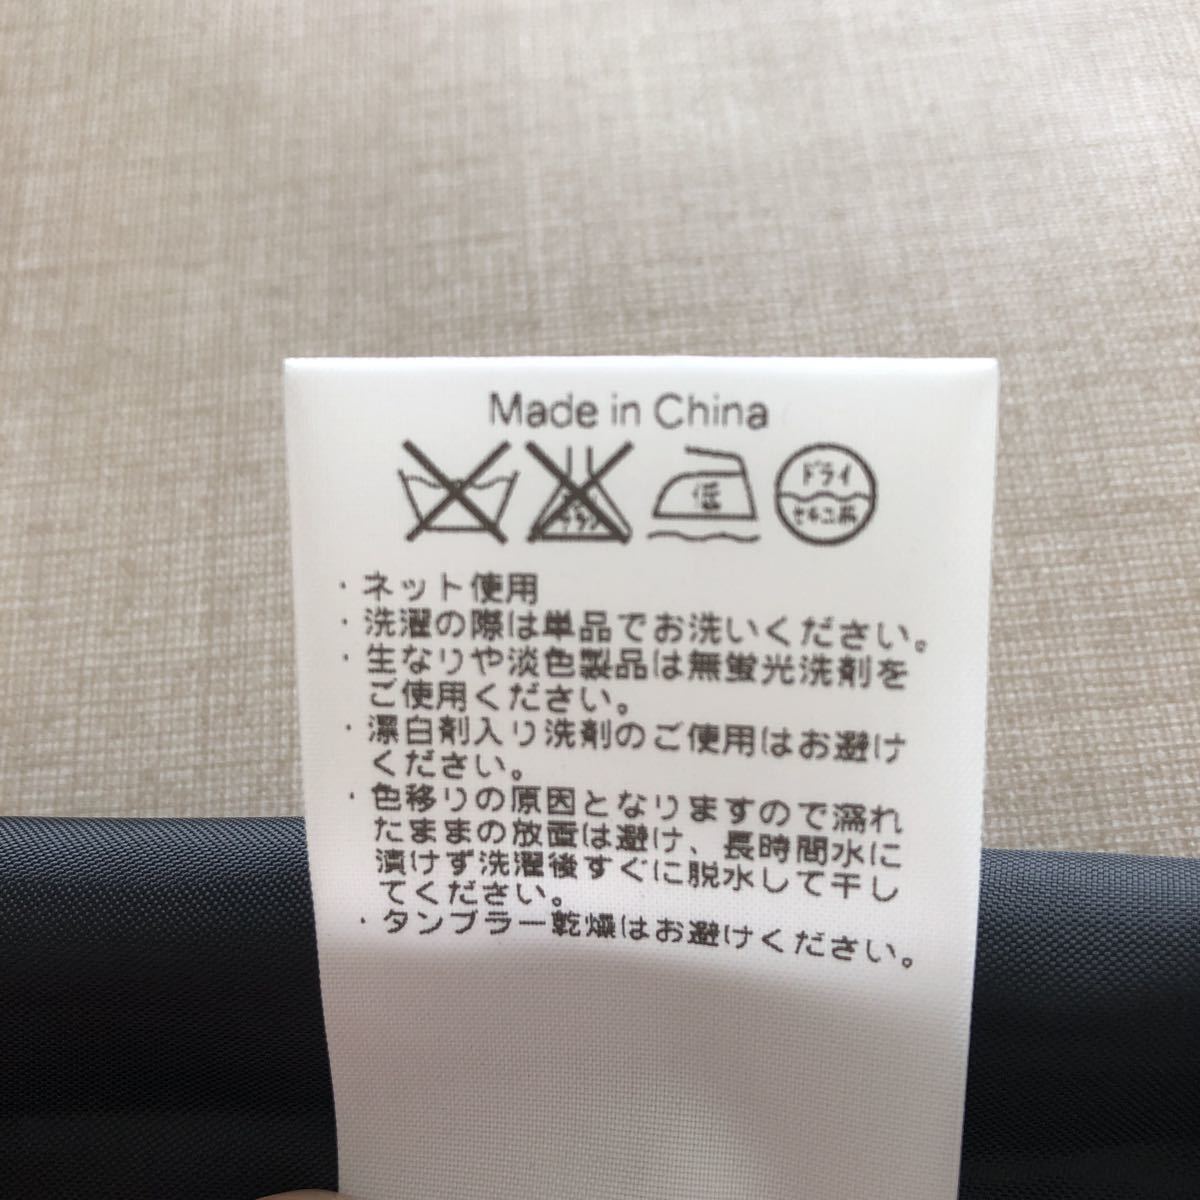 Made in China
低 ドライ
エンソ セキユ系
・ネット使用
・洗濯の際は単品でお洗いください。
・生なりや淡色製品は無蛍光洗剤を
ご使用ください。
・漂白剤入り洗剤のご使用はお避け
ください。
・色移りの原因となりますので濡れ
たままの放置は避け、長時間水に
漬けず洗濯後すぐに脱水して干し
てください。
・タンブラー乾燥はお避けください。